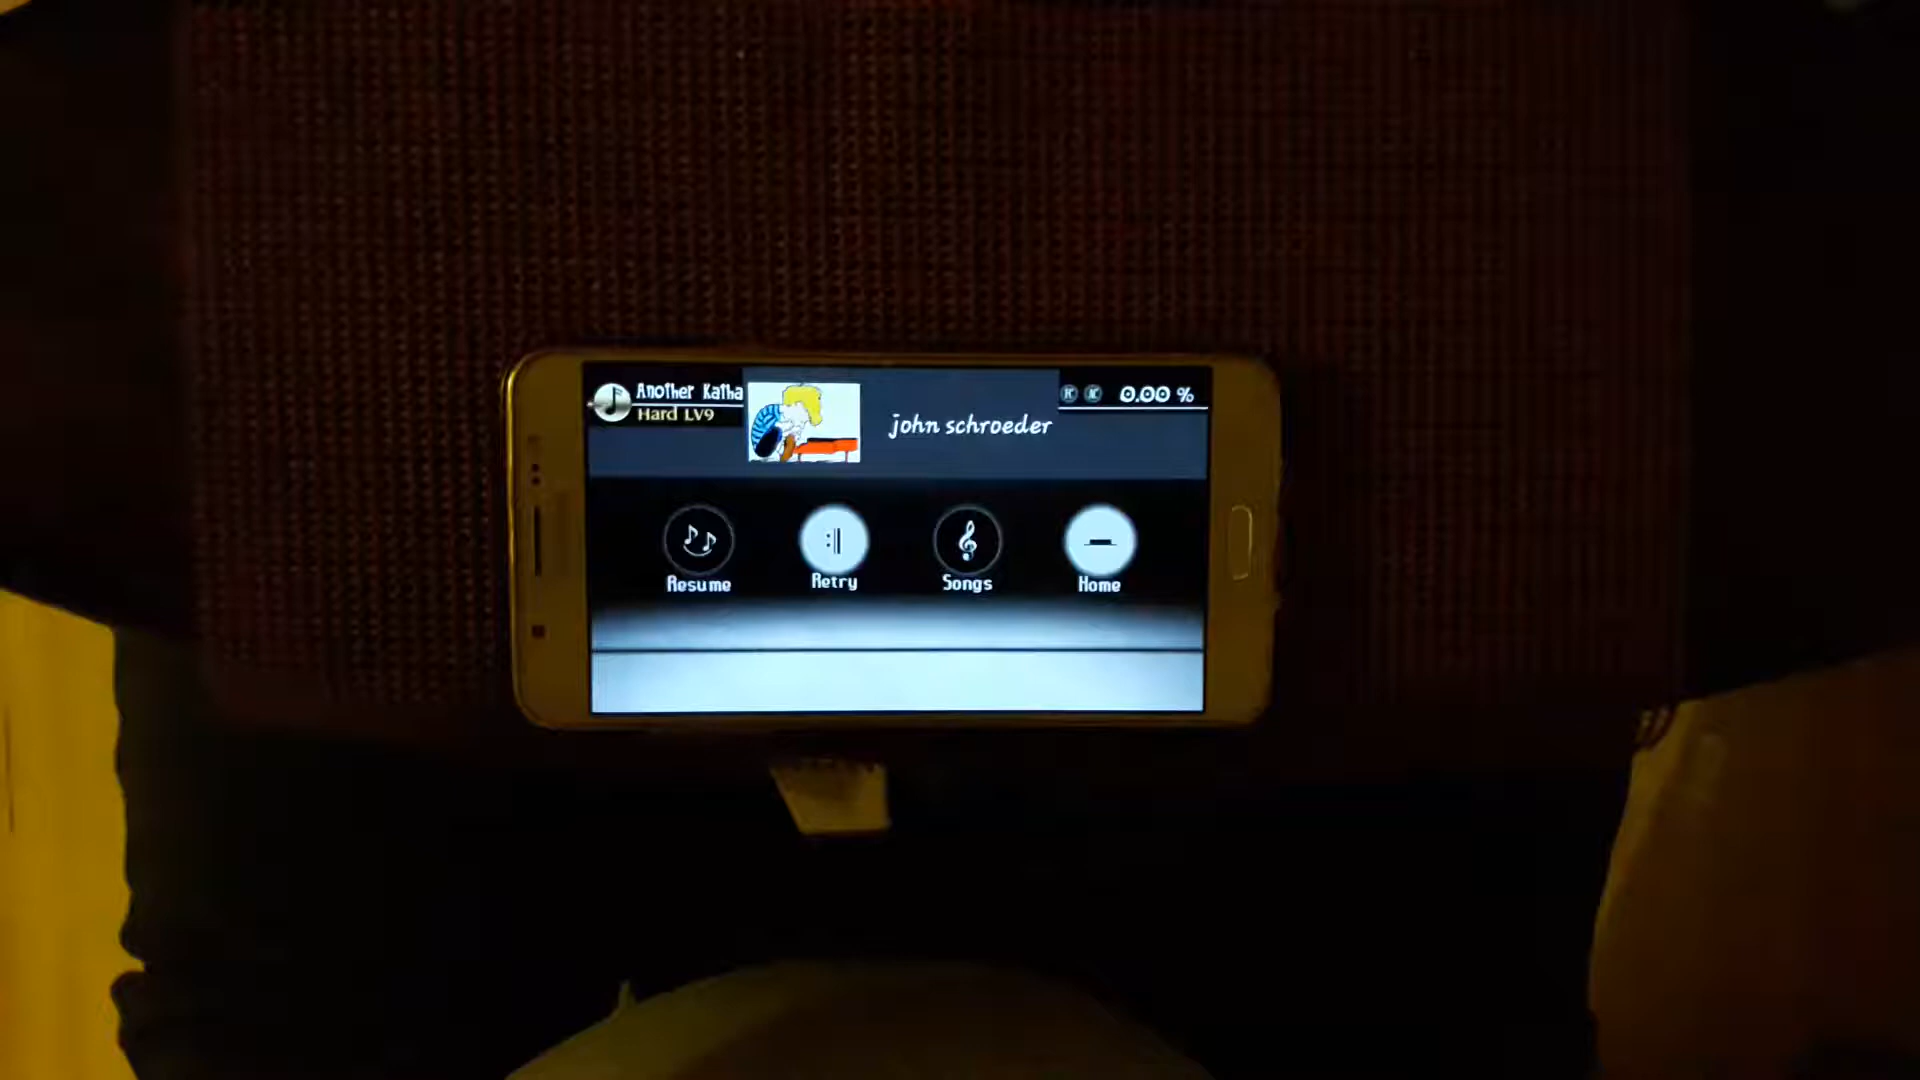 Another Katha
Hard LV9
john schroeder
0.00 %
Resume
Retry
Songs
Home